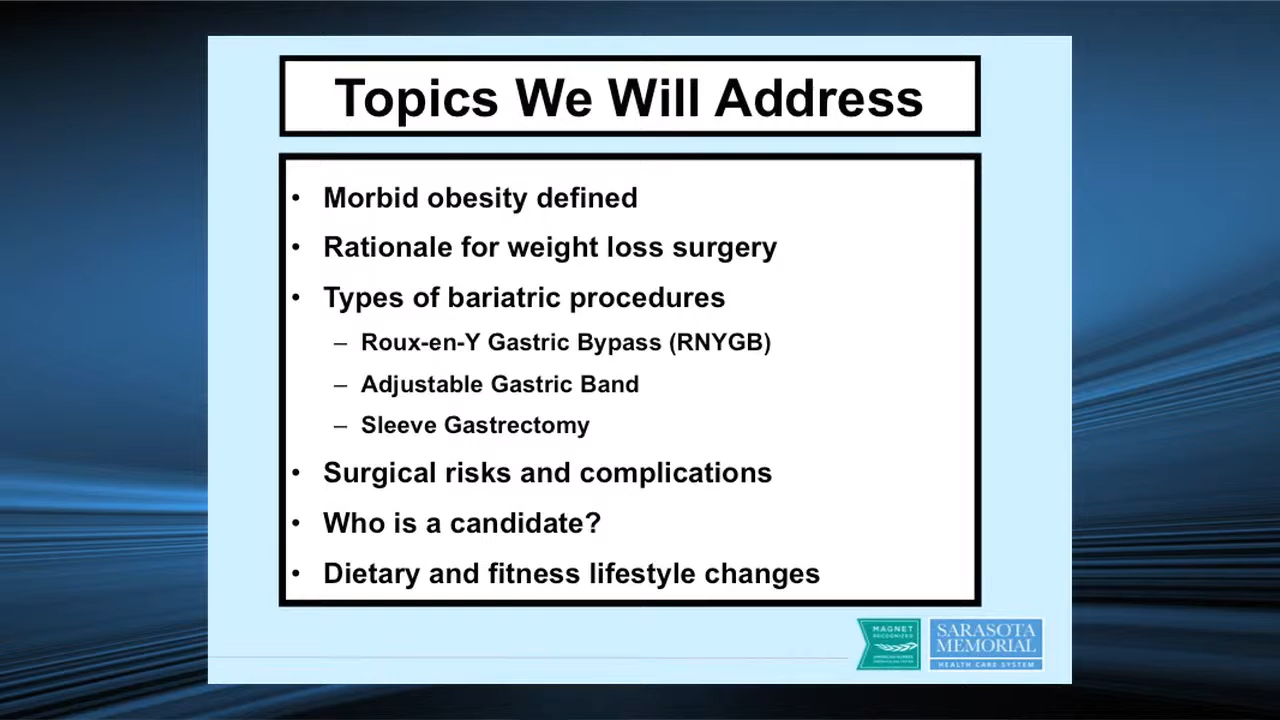 Topics We Will Address
• Morbid obesity defined
• Rationale for weight loss surgery
• Types of bariatric procedures
– Roux-en-Y Gastric Bypass (RNYGB)
– Adjustable Gastric Band
– Sleeve Gastrectomy
• Surgical risks and complications
• Who is a candidate?
• Dietary and fitness lifestyle changes
MAGNET
RECOGNIZED
AMERICAN NURSES
SARASOTA
MEMORIAL
HEALTH CARE SYSTEM